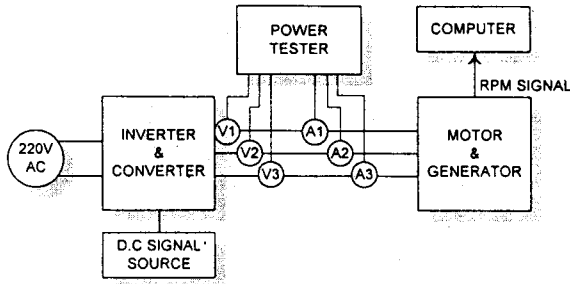 POWER
TESTER
COMPUTER
RPM SIGNAL
220V
AC
INVERTER
&
CONVERTER
V1
V2
V3
A1
A2
A3
MOTOR
&
GENERATOR
D.C SIGNAL
SOURCE